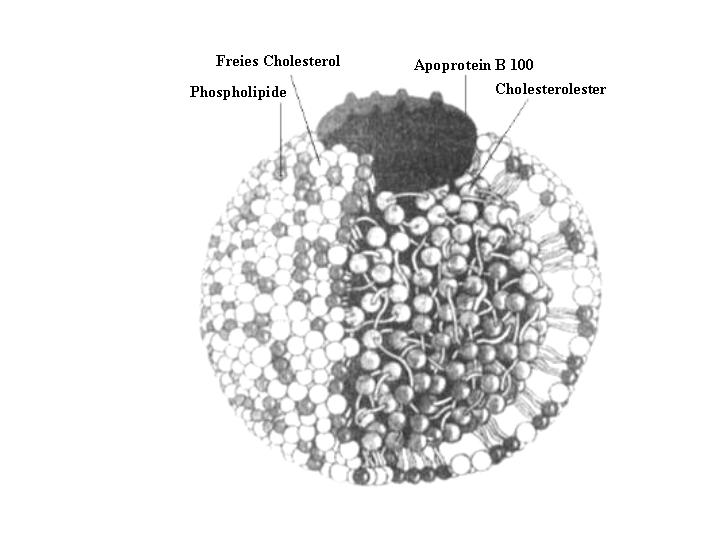 Freies Cholesterol
Apoprotein B 100
Phospholipide
Cholesterolester